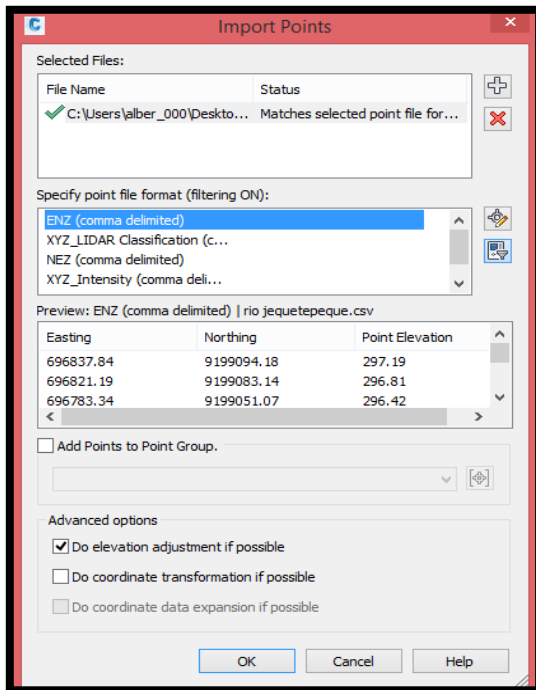 Import Points
Selected Files:
File Name Status
C:\Users\alber_000\Deskto... Matches selected point file for...
Specify point file format (filtering ON):
ENZ (comma delimited)
XYZ_LIDAR Classification (c...
NEZ (comma delimited)
XYZ_Intensity (comma deli...
Preview: ENZ (comma delimited) | rio jequetepeque.csv
Easting Northing Point Elevation
696837.84 9199094.18 297.19
696821.19 9199083.14 296.81
696783.34 9199051.07 296.42
Add Points to Point Group.
Advanced options
Do elevation adjustment if possible
Do coordinate transformation if possible
Do coordinate data expansion if possible
OK Cancel Help